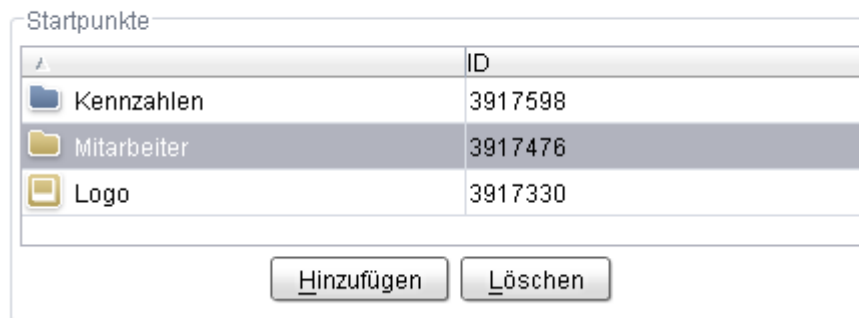 Startpunkte
ID
Kennzahlen 3917598
Mitarbeiter 3917476
Logo 3917330
Hinzufügen Löschen